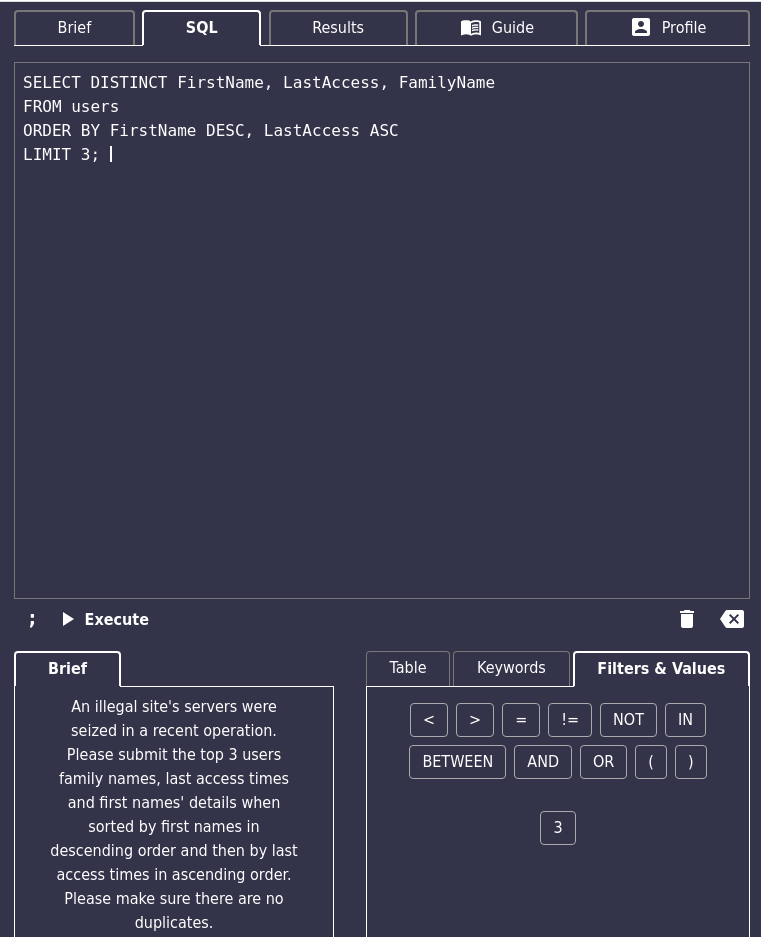 Brief SQL Results Guide Profile
SELECT DISTINCT FirstName, LastAccess, FamilyName
FROM users
ORDER BY FirstName DESC, LastAccess ASC
LIMIT 3;
; Execute
Brief
An illegal site's servers were
seized in a recent operation.
Please submit the top 3 users
family names, last access times
and first names' details when
sorted by first names in
descending order and then by last
access times in ascending order.
Please make sure there are no
duplicates.
Table Keywords Filters & Values
< > = != NOT IN
BETWEEN AND OR ( )
3